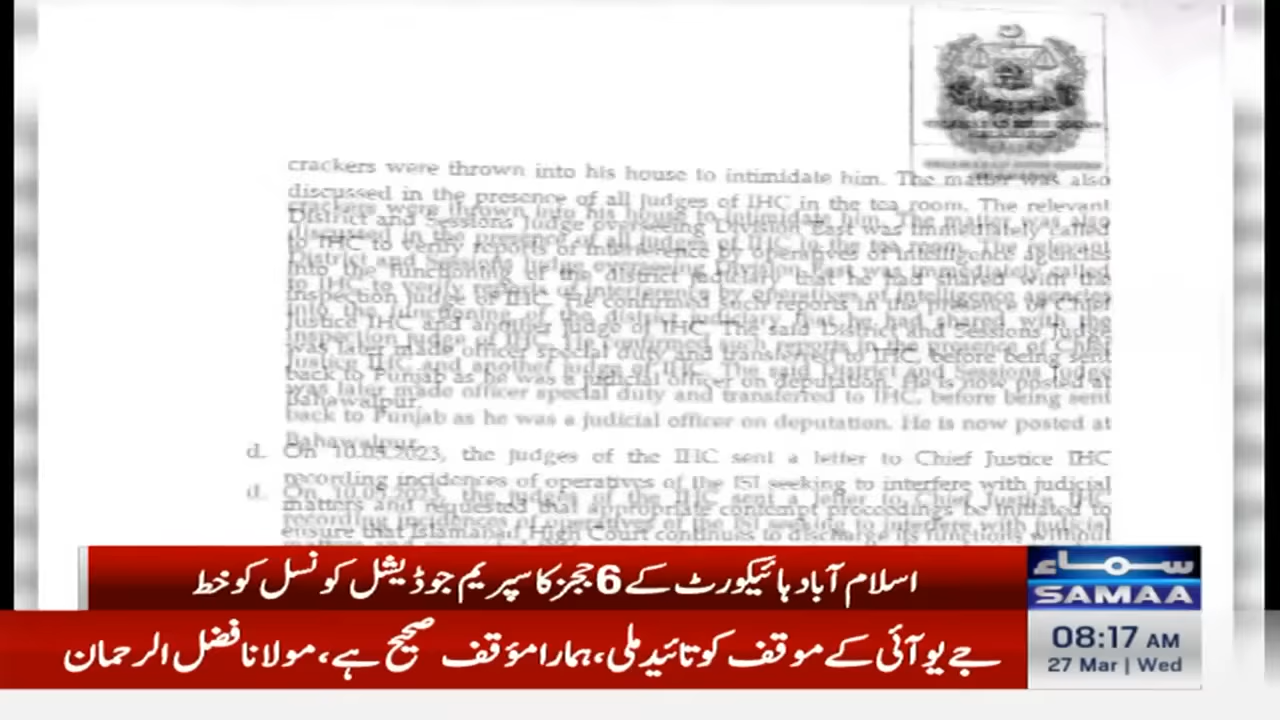 crackers were thrown into his house to intimidate him. The matter was also
discussed in the presence of all judges of IHC in the tea room. The relevant
District and Sessions Judge overseeing Division East was immediately called
to IHC to verify reports of interference by operatives of intelligence agencies
into the functioning of the district judiciary that he had shared with the
inspection judge of IHC. He confirmed such reports in the presence of Chief
Justice IHC and another judge of IHC. The said District and Sessions Judge
was later made officer special duty and transferred to IHC, before being sent
back to Punjab as he was a judicial officer on deputation. He is now posted at
Bahawalpur.
d. On 10.05.2023, the judges of the IHC sent a letter to Chief Justice IHC
recording incidences of operatives of the ISI seeking to interfere with judicial
matters and requested that appropriate contempt proceedings be initiated to
ensure that Islamabad High Court continues to discharge its functions without
اسلام آباد ہائیکورٹ کے 6 ججز کا سپریم جوڈیشل کونسل کو خط
سماء
SAMAA
جے یو آئی کے موقف کو تائید ملی، ہمارا مؤقف صحیح ہے، مولانا فضل الرحمان
08:17 AM
27 Mar | Wed